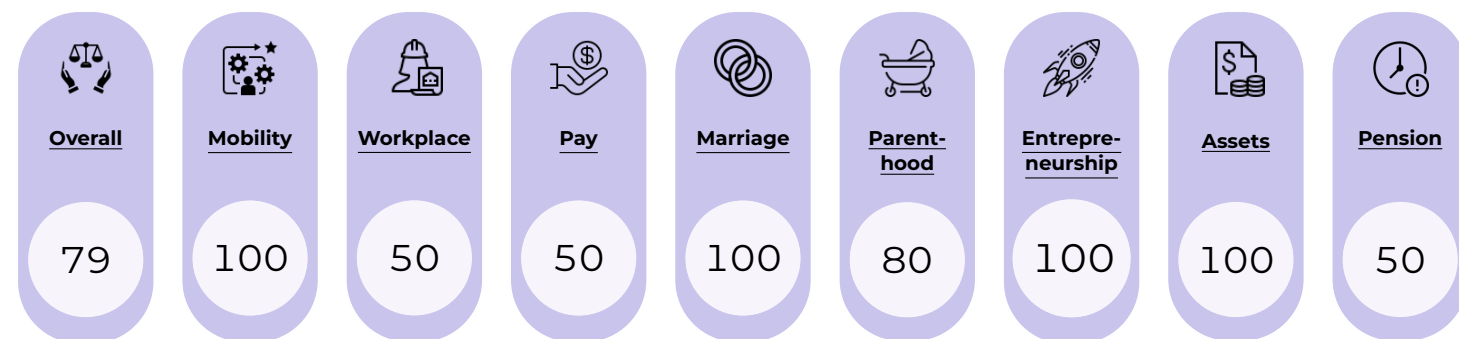 Overall
Mobility
Workplace
Pay
Marriage
Parent-
hood
Entrepre-
neurship
Assets
Pension
79
100
50
50
100
80
100
100
50